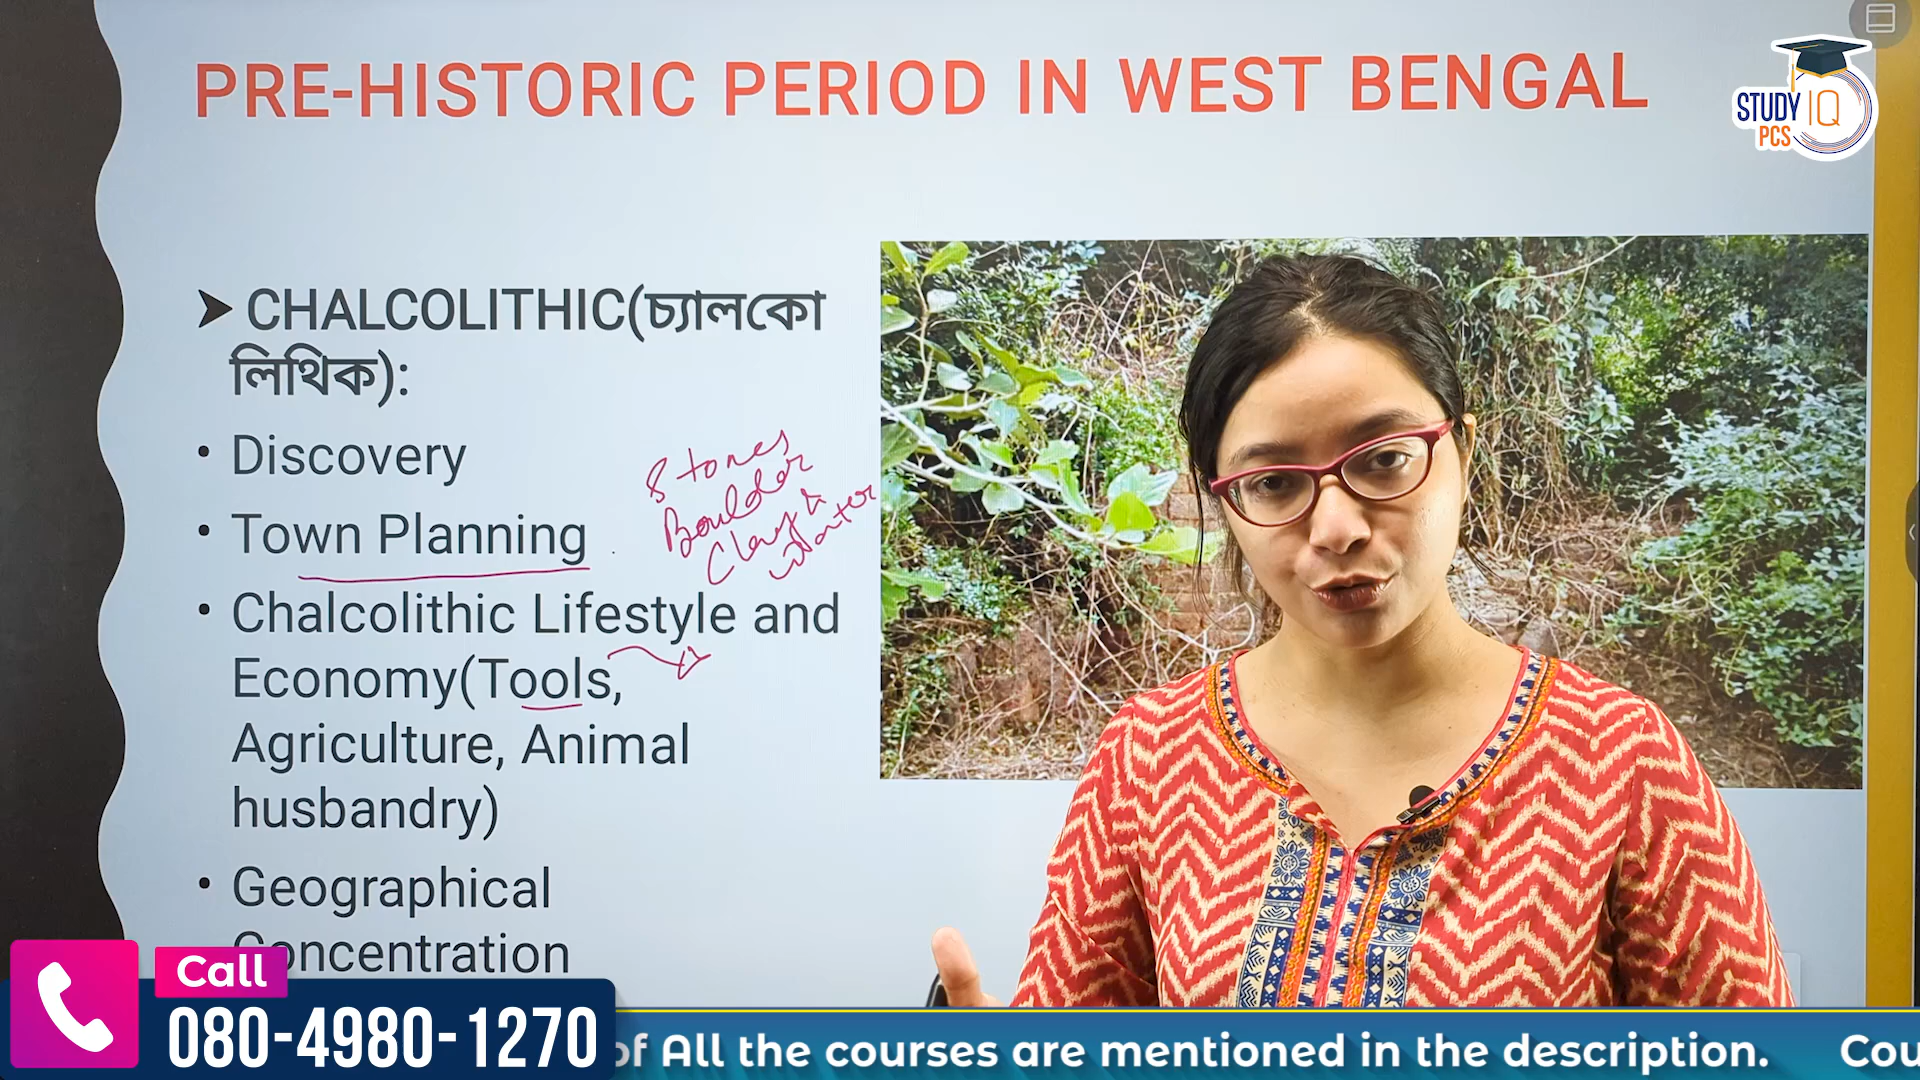 PRE-HISTORIC PERIOD IN WEST BENGAL
STUDY IQ
PCS
➤ CHALCOLITHIC(চ্যালকো
লিথিক):
• Discovery
• Town Planning
Stones
Boulder
Clay &
water
• Chalcolithic Lifestyle and
Economy(Tools,
Agriculture, Animal
husbandry)
• Geographical
Concentration
Call
080-4980-1270
of All the courses are mentioned in the description. Cou